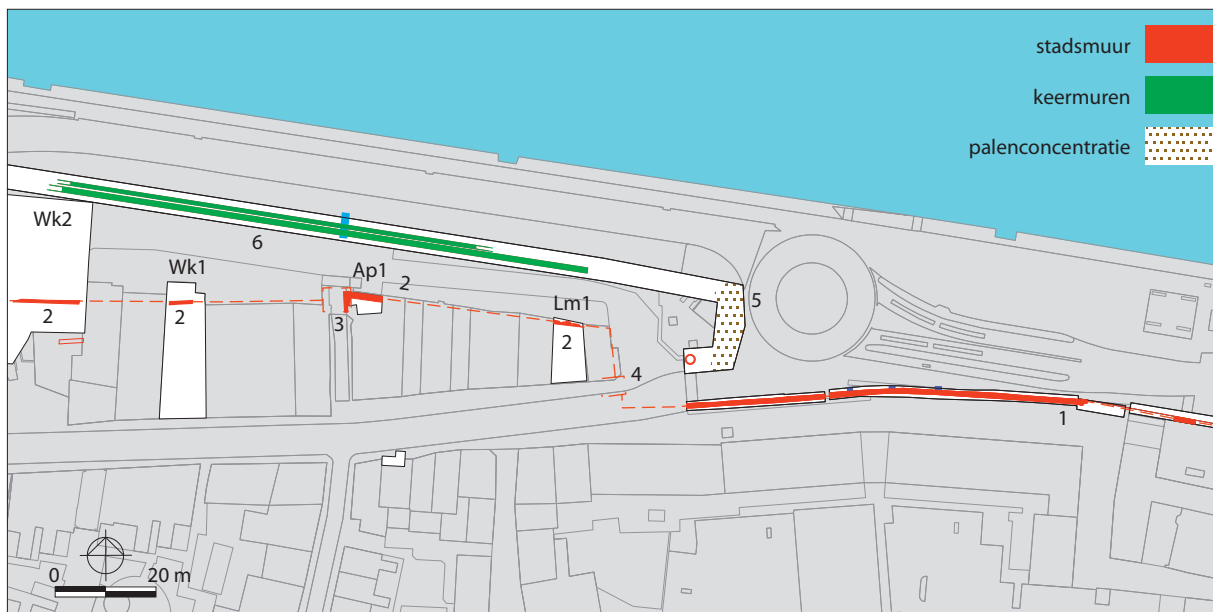 stadsmuur
keermuren
palenconcentratie
Wk2
6
Wk1
Ap1
2
Lm1
5
2
2
3
2
4
1
0 20 m